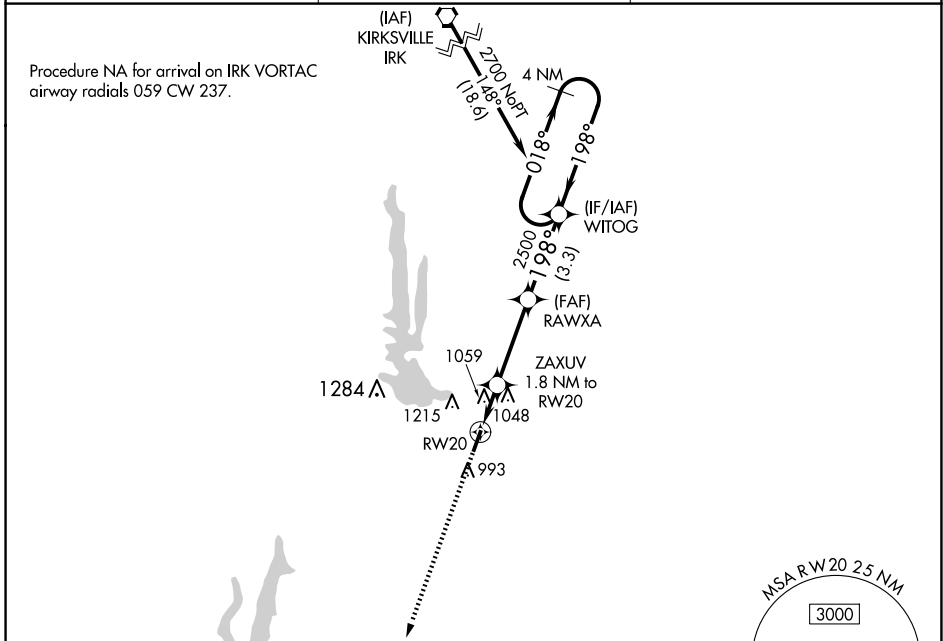 (IAF)
KIRKSVILLE
IRK
Procedure NA for arrival on IRK VORTAC
airway radials 059 CW 237.
2700 NoPT
148°
(18.6)
4 NM
018°
198°
(IF/IAF)
WITOG
2500
198°
(3.3)
(FAF)
RAWXA
1059
ZAXUV
1.8 NM to
RW20
1284
1215
1048
RW20
993
MSA RW20 25 NM
3000